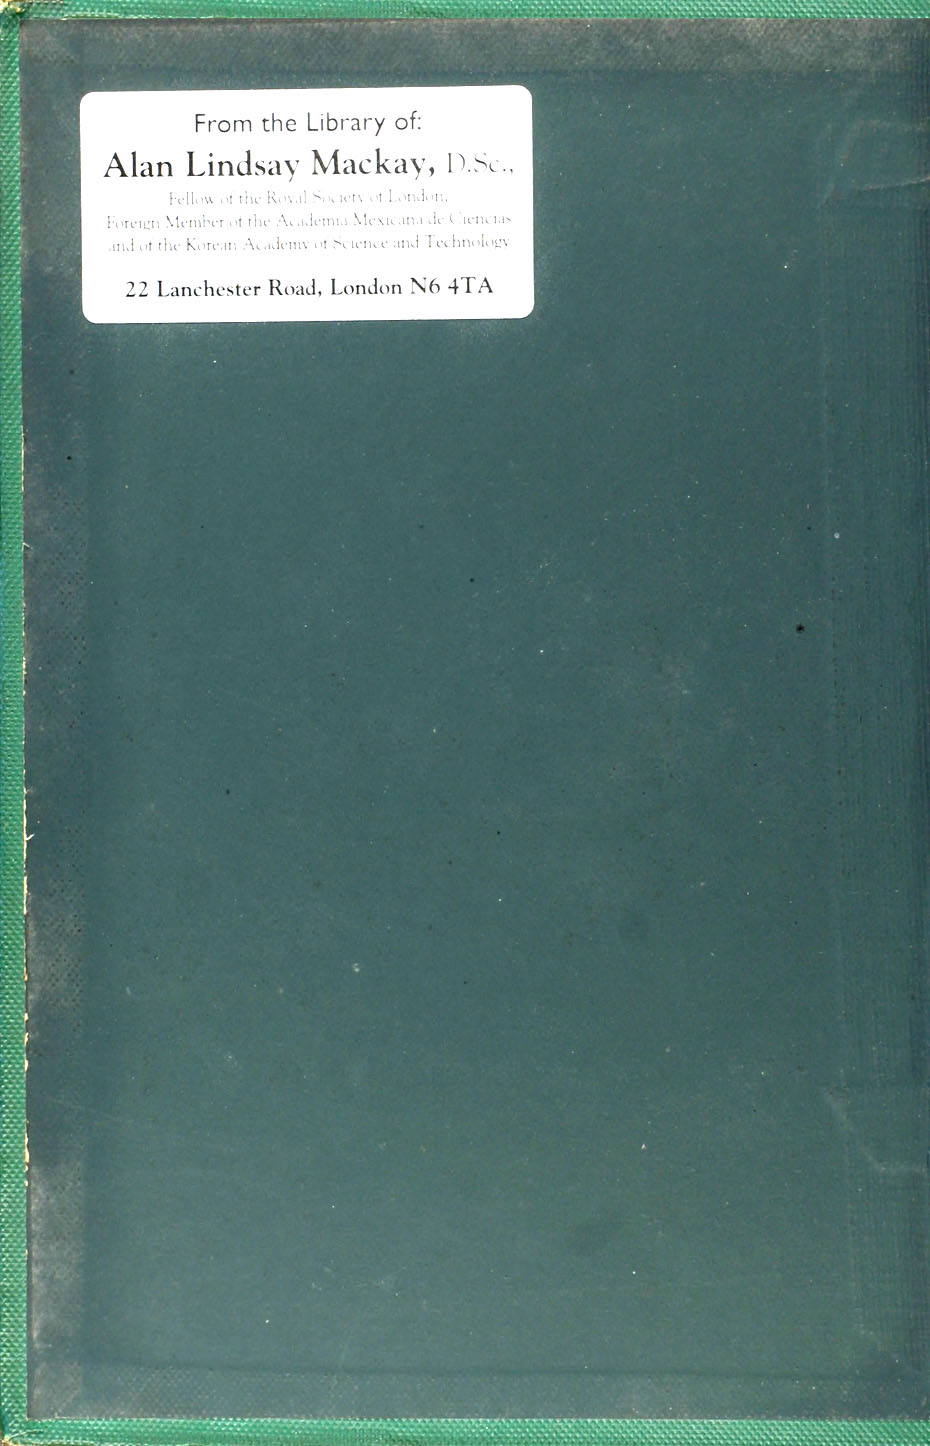 From the Library of:
Alan Lindsay Mackay, D.Sc.,
Fellow of the Royal Society of London,
Foreign Member of the Academia Mexicana de Ciencias
and of the Korean Academy of Science and Technology
22 Lanchester Road, London N6 4TA